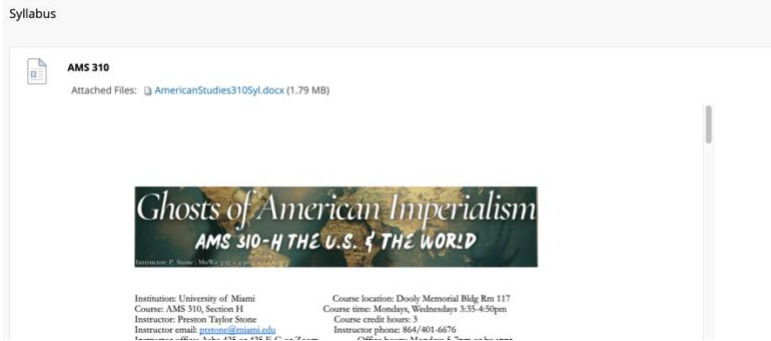 Syllabus
AMS 310
Attached Files: AmericanStudies310Syl.docx (1.79 MB)
Ghosts of American Imperialism
AMS 310-H THE U.S. & THE WORLD
Instructor: P. Stone | MoWe
Institution: University of Miami Course location: Dooly Memorial Bldg Rm 117
Course: AMS 310, Section H Course time: Mondays, Wednesdays 3:35-4:50pm
Instructor: Preston Taylor Stone Course credit hours: 3
Instructor email: ptstone@miami.edu Instructor phone: 864/401-6676